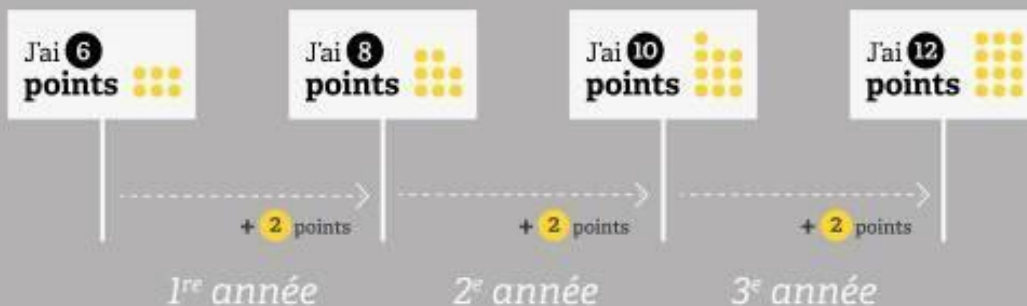 J'ai 6
points
J'ai 8
points
J'ai 10
points
J'ai 12
points
+ 2 points
+ 2 points
+ 2 points
1re année
2e année
3e année